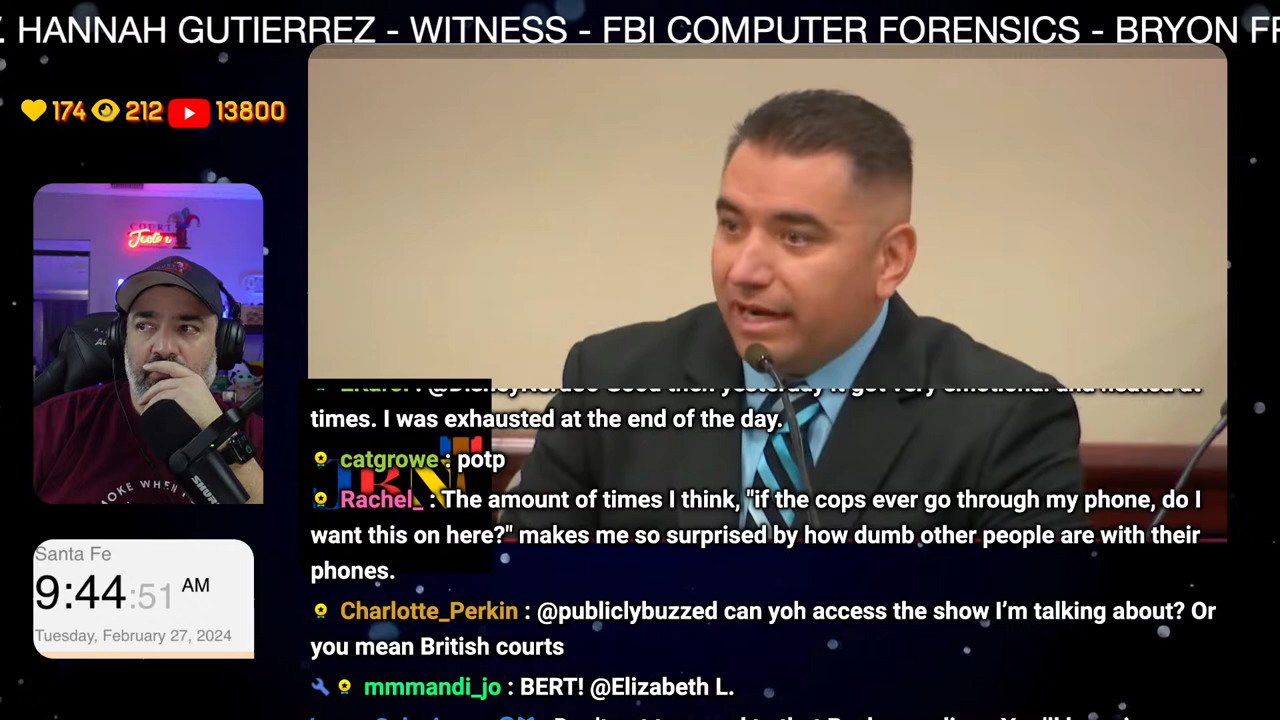 . HANNAH GUTIERREZ - WITNESS - FBI COMPUTER FORENSICS - BRYON
174 212 13800
times. I was exhausted at the end of the day.
catgrowe : potp
Rachel_ : The amount of times I think, "if the cops ever go through my phone, do I
want this on here?" makes me so surprised by how dumb other people are with their
phones.
Charlotte_Perkin : @publiclybuzzed can yoh access the show I’m talking about? Or
you mean British courts
mmmandi_jo : BERT! @Elizabeth L.
Santa Fe
9:44:51 AM
Tuesday, February 27, 2024